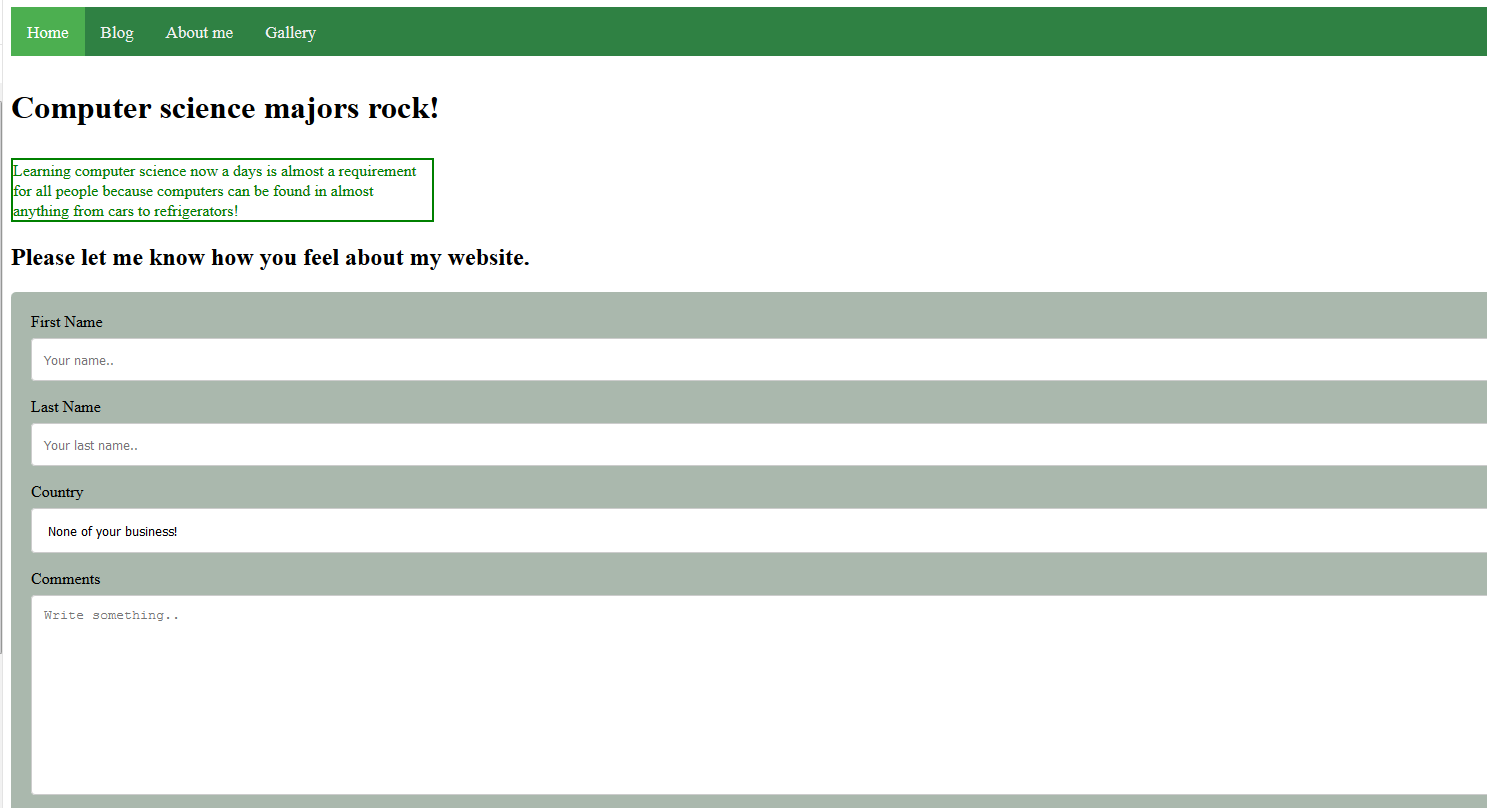 Home Blog About me Gallery
Computer science majors rock!
Learning computer science now a days is almost a requirement
for all people because computers can be found in almost
anything from cars to refrigerators!
Please let me know how you feel about my website.
First Name
Your name..
Last Name
Your last name..
Country
None of your business!
Comments
Write something..